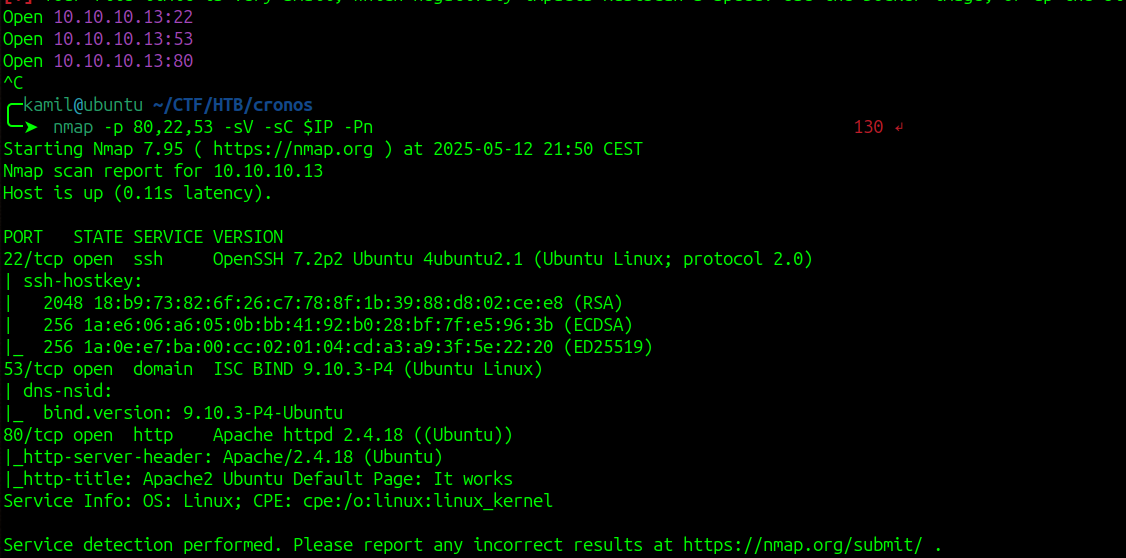 Open 10.10.10.13:22
Open 10.10.10.13:53
Open 10.10.10.13:80
^C
╭─kamil@ubuntu ~/CTF/HTB/cronos
╰─➤  nmap -p 80,22,53 -sV -sC $IP -Pn 130 ↵
Starting Nmap 7.95 ( https://nmap.org ) at 2025-05-12 21:50 CEST
Nmap scan report for 10.10.10.13
Host is up (0.11s latency).
PORT   STATE SERVICE VERSION
22/tcp open  ssh     OpenSSH 7.2p2 Ubuntu 4ubuntu2.1 (Ubuntu Linux; protocol 2.0)
| ssh-hostkey:
|   2048 18:b9:73:82:6f:26:c7:78:8f:1b:39:88:d8:02:ce:e8 (RSA)
|   256 1a:e6:06:a6:05:0b:bb:41:92:b0:28:bf:7f:e5:96:3b (ECDSA)
|_  256 1a:0e:e7:ba:00:cc:02:01:04:cd:a3:a9:3f:5e:22:20 (ED25519)
53/tcp open  domain  ISC BIND 9.10.3-P4 (Ubuntu Linux)
| dns-nsid:
|_  bind.version: 9.10.3-P4-Ubuntu
80/tcp open  http    Apache httpd 2.4.18 ((Ubuntu))
|_http-server-header: Apache/2.4.18 (Ubuntu)
|_http-title: Apache2 Ubuntu Default Page: It works
Service Info: OS: Linux; CPE: cpe:/o:linux:linux_kernel
Service detection performed. Please report any incorrect results at https://nmap.org/submit/ .